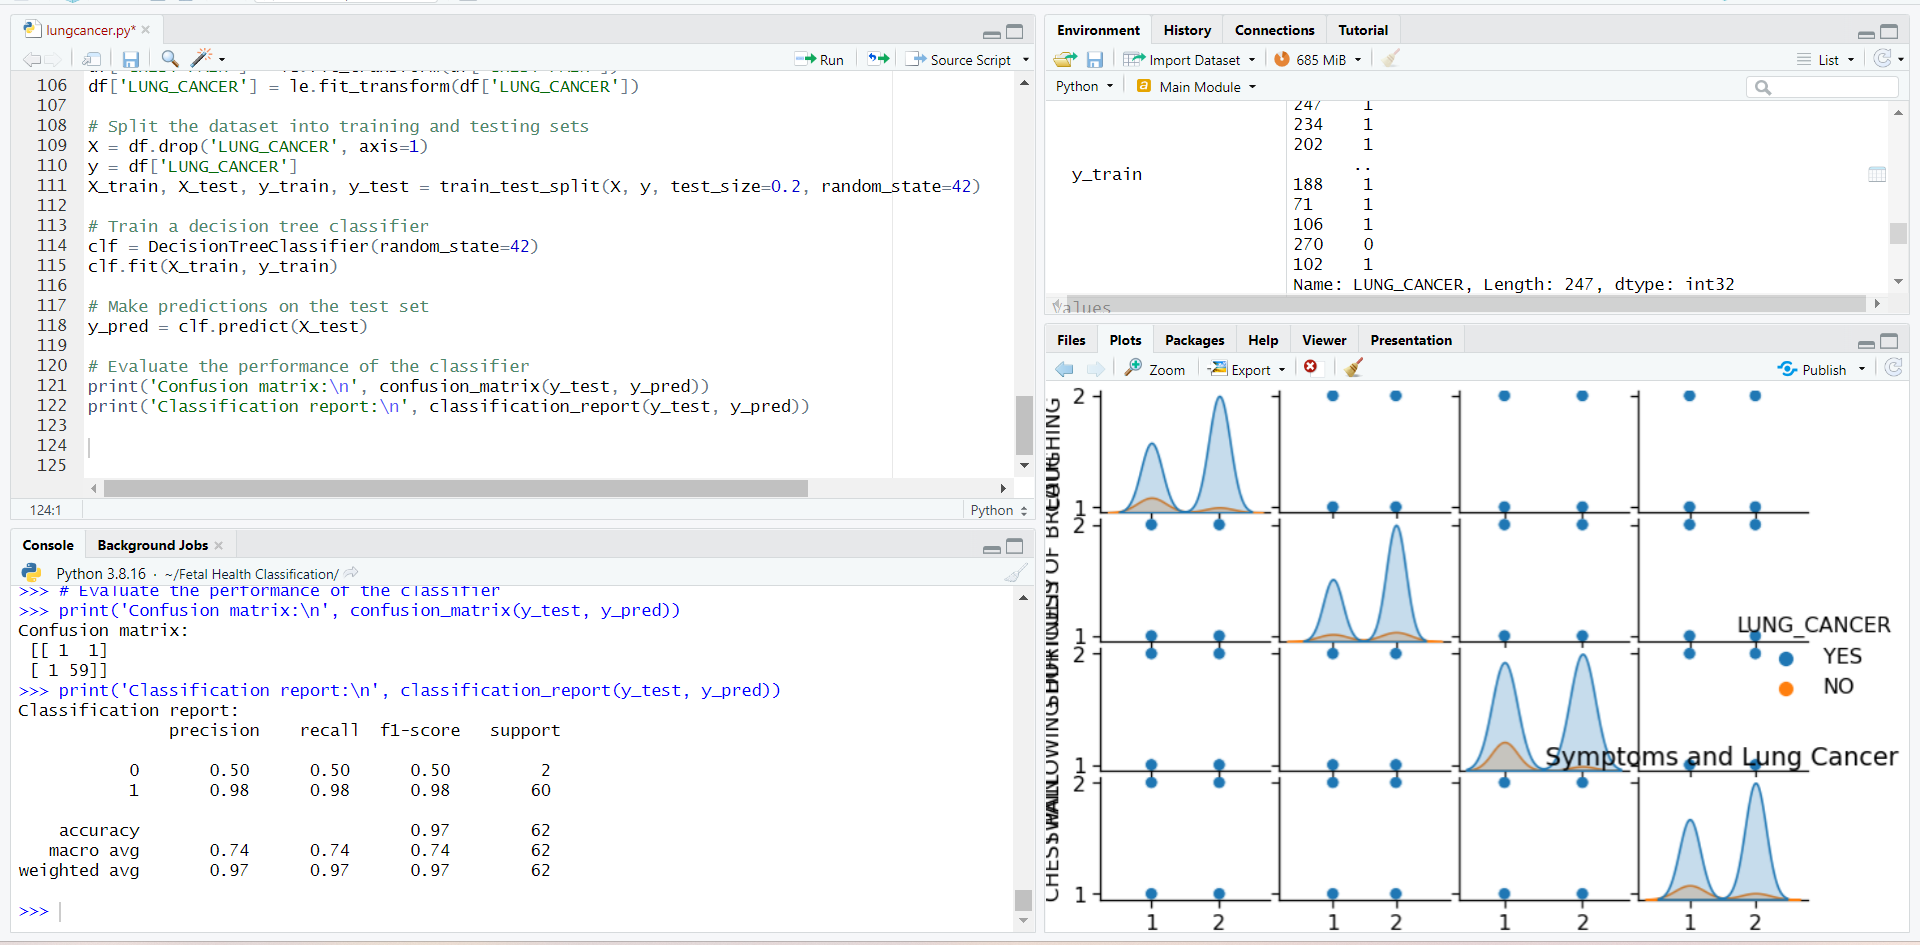 lungcancer.py*
Run
Source Script
106 df['LUNG_CANCER'] = le.fit_transform(df['LUNG_CANCER'])
107
108 # Split the dataset into training and testing sets
109 X = df.drop('LUNG_CANCER', axis=1)
110 y = df['LUNG_CANCER']
111 X_train, X_test, y_train, y_test = train_test_split(X, y, test_size=0.2, random_state=42)
112
113 # Train a decision tree classifier
114 clf = DecisionTreeClassifier(random_state=42)
115 clf.fit(X_train, y_train)
116
117 # Make predictions on the test set
118 y_pred = clf.predict(X_test)
119
120 # Evaluate the performance of the classifier
121 print('Confusion matrix:\n', confusion_matrix(y_test, y_pred))
122 print('Classification report:\n', classification_report(y_test, y_pred))
123
124
125
124:1 Python
Console Background Jobs
Python 3.8.16 · ~/Fetal Health Classification/
>>> # Evaluate the performance of the classifier
>>> print('Confusion matrix:\n', confusion_matrix(y_test, y_pred))
Confusion matrix:
[[ 1  1]
[ 1 59]]
>>> print('Classification report:\n', classification_report(y_test, y_pred))
Classification report:
precision recall f1-score support
0 0.50 0.50 0.50 2
1 0.98 0.98 0.98 60
accuracy 0.97 62
macro avg 0.74 0.74 0.74 62
weighted avg 0.97 0.97 0.97 62
>>>
Environment History Connections Tutorial
Import Dataset 685 MiB List
Python Main Module
247 1
234 1
202 1
y_train ..
188 1
71 1
106 1
270 0
102 1
Name: LUNG_CANCER, Length: 247, dtype: int32
Values
Files Plots Packages Help Viewer Presentation
Zoom Export Publish
2
1
2
1
2
1
2
1
LUNG_CANCER
YES
NO
Symptoms and Lung Cancer
1 2 1 2 1 2 1 2